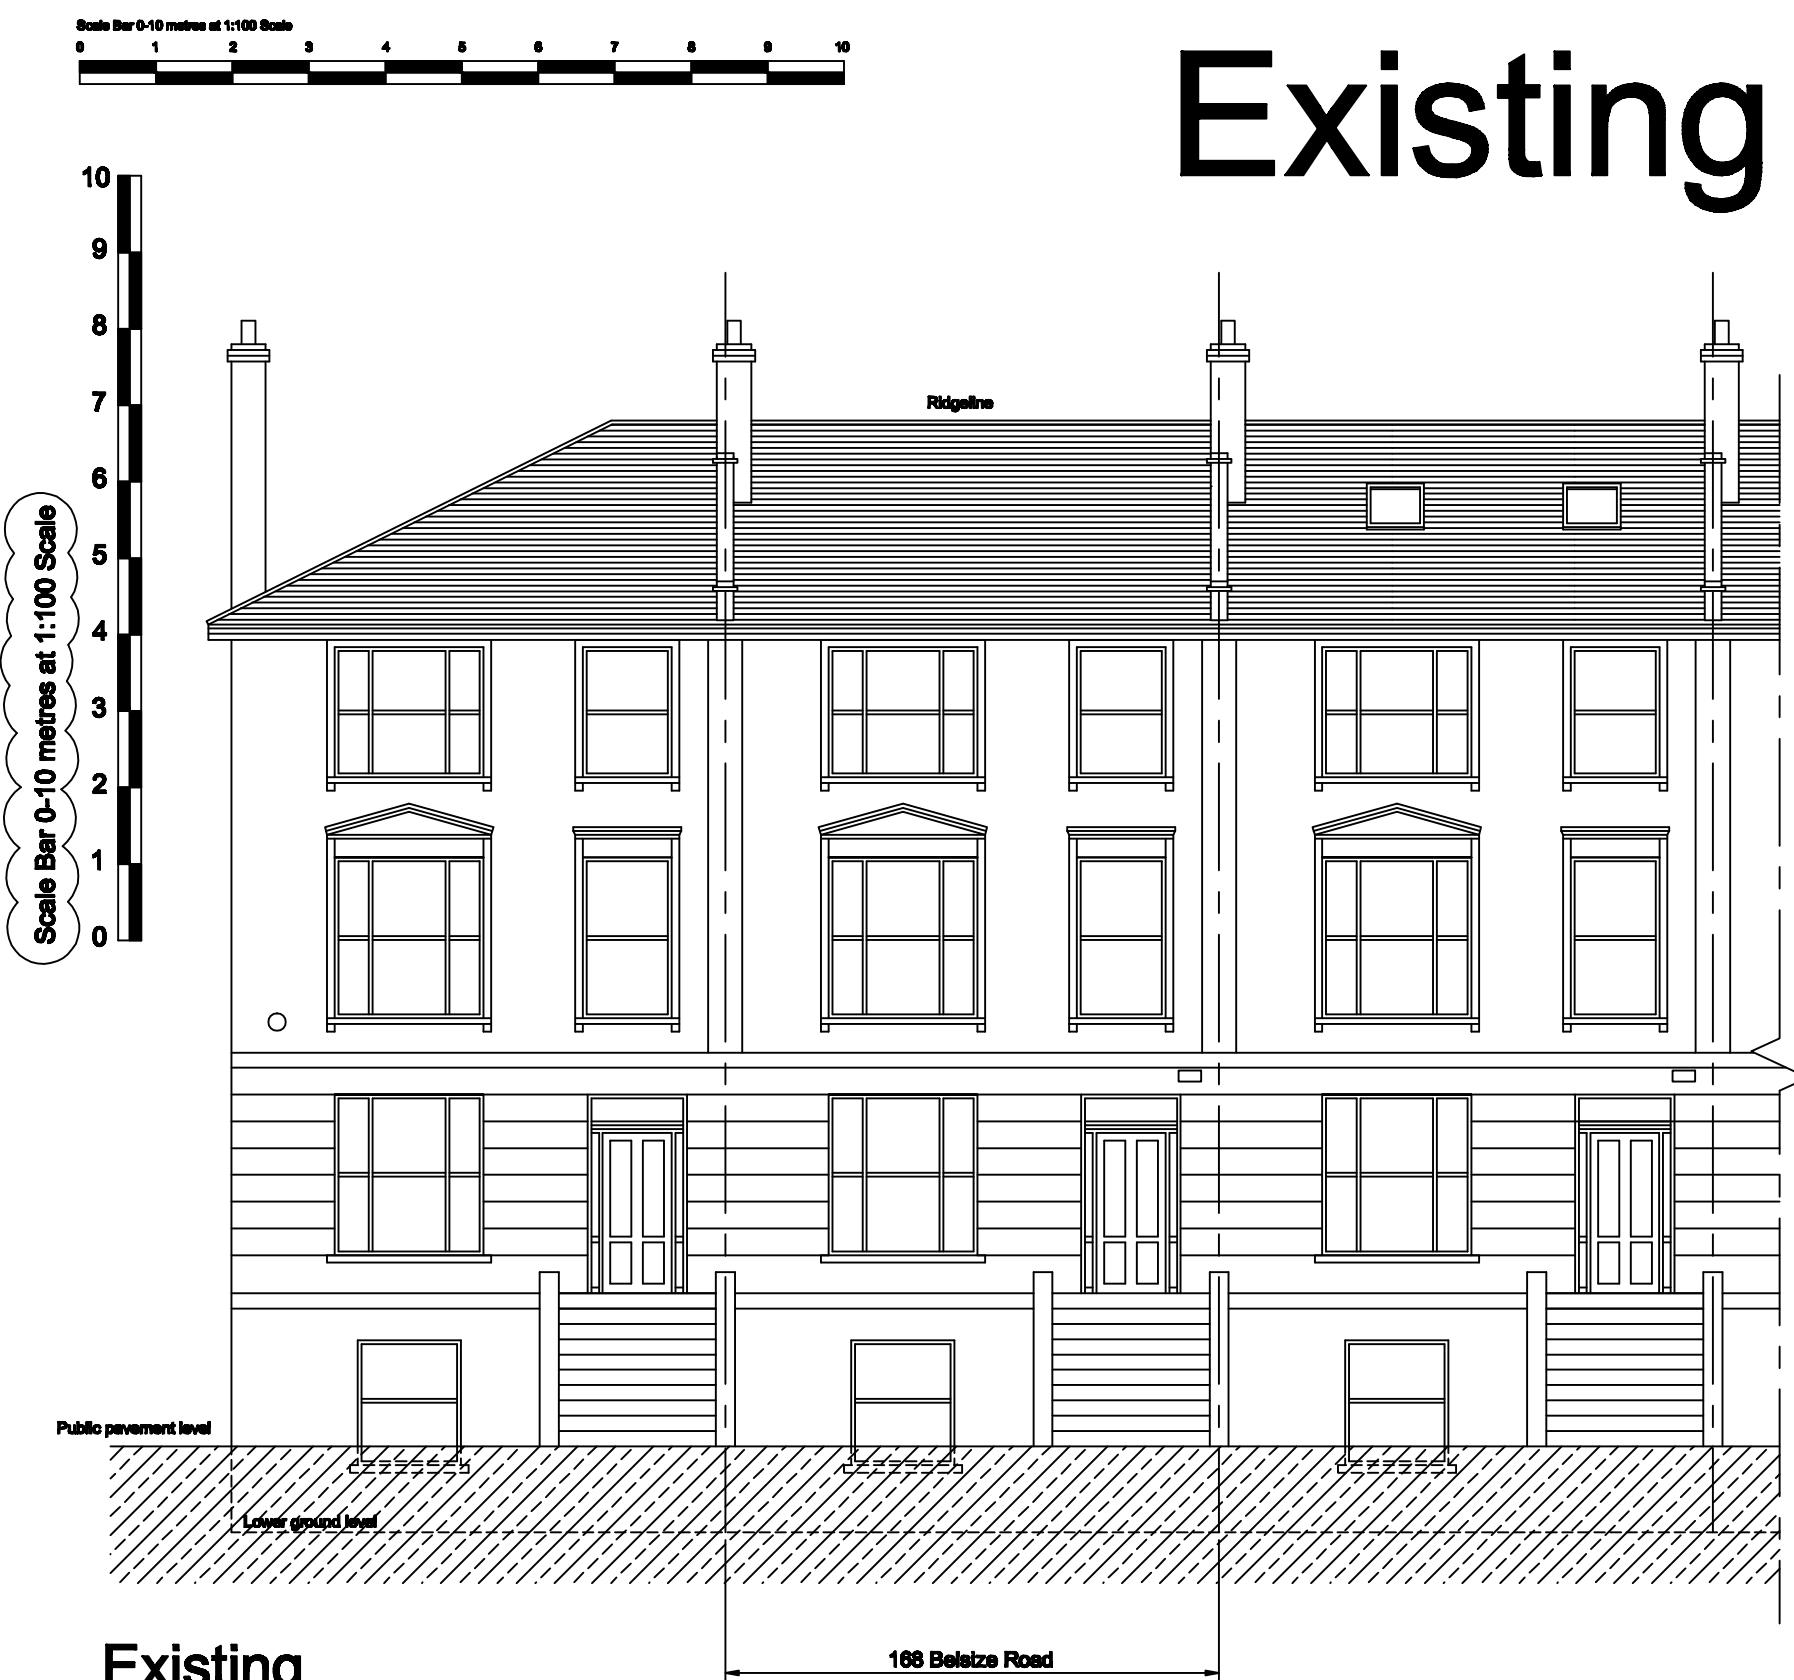 Scale Bar 0-10 metres at 1:100 Scale
0 1 2 3 4 5 6 7 8 9 10
Existing
10
9
8
7
6
5
4
3
2
1
0
Scale Bar 0-10 metres at 1:100 Scale
Ridgeline
Public pavement level
Lower ground level
168 Belsize Road
Existing